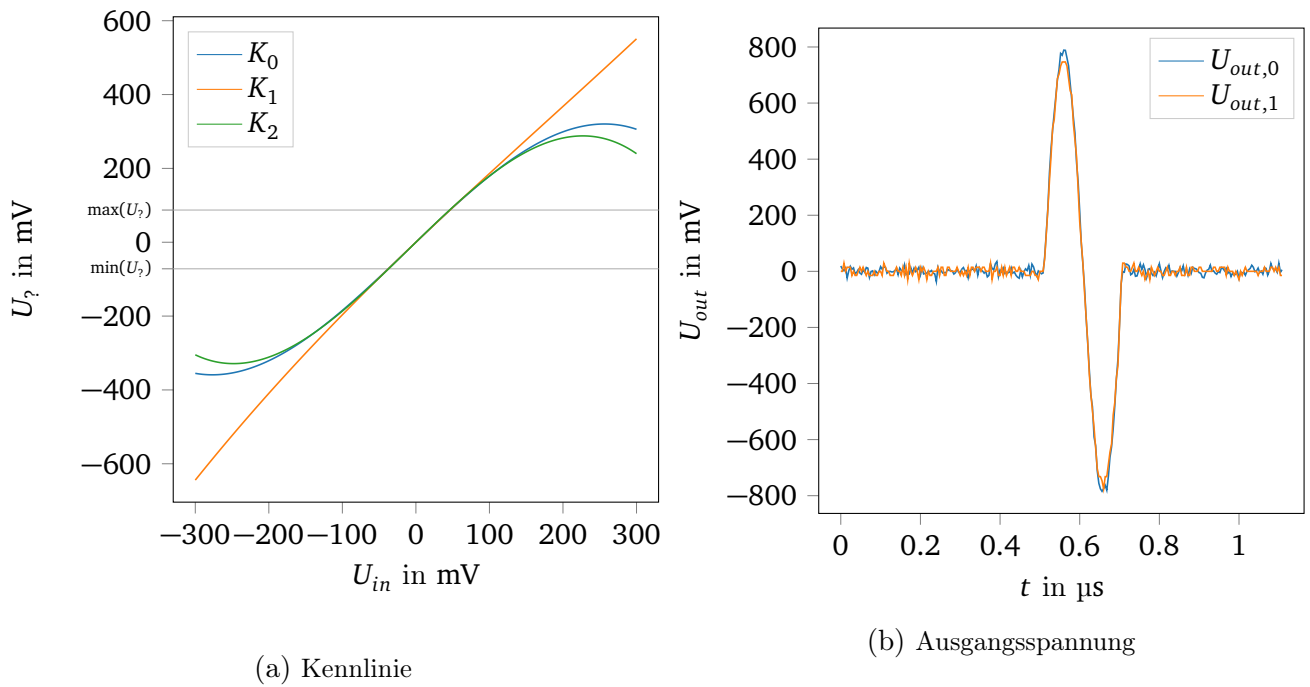 600
400
200
0
−200
−400
−600
max(U?)
min(U?)
U? in mV
K0
K1
K2
−300 −200 −100 0 100 200 300
Uin in mV
(a) Kennlinie
800
600
400
200
0
−200
−400
−600
−800
Uout in mV
Uout,0
Uout,1
0 0.2 0.4 0.6 0.8 1
t in µs
(b) Ausgangsspannung